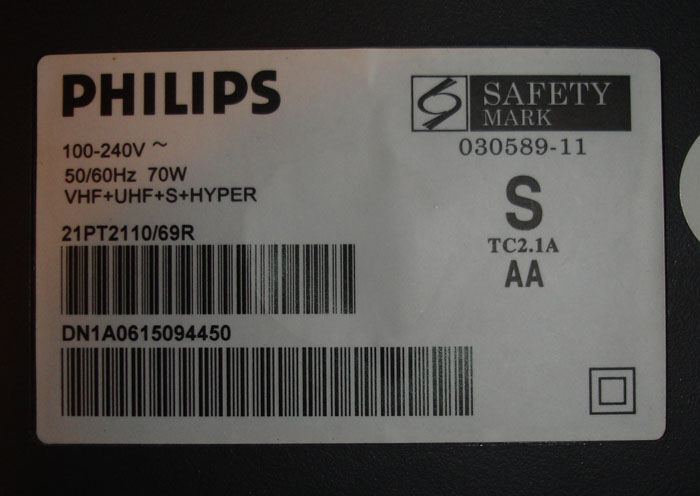 PHILIPS
100-240V ~
50/60Hz 70W
VHF+UHF+S+HYPER
21PT2110/69R
DN1A0615094450
SAFETY
MARK
030589-11
S
TC2.1A
AA